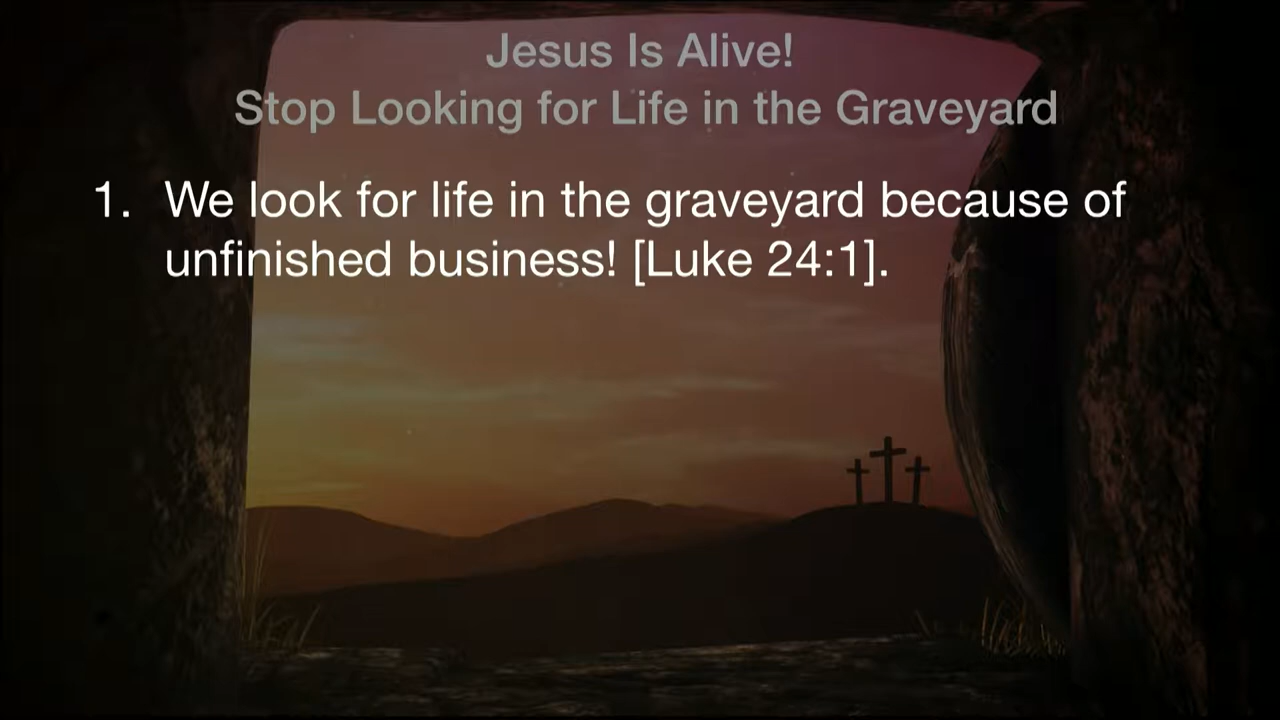 Jesus Is Alive!
Stop Looking for Life in the Graveyard
1. We look for life in the graveyard because of
unfinished business! [Luke 24:1].